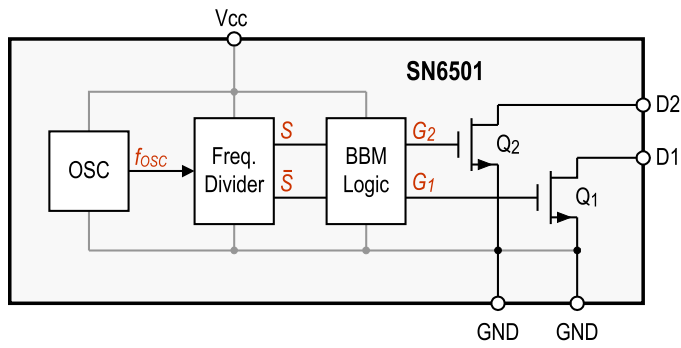 Vcc
SN6501
D2
S
G2
Q2
fOSC
OSC
Freq.
Divider
BBM
Logic
D1
S̅
G1
Q1
GND
GND